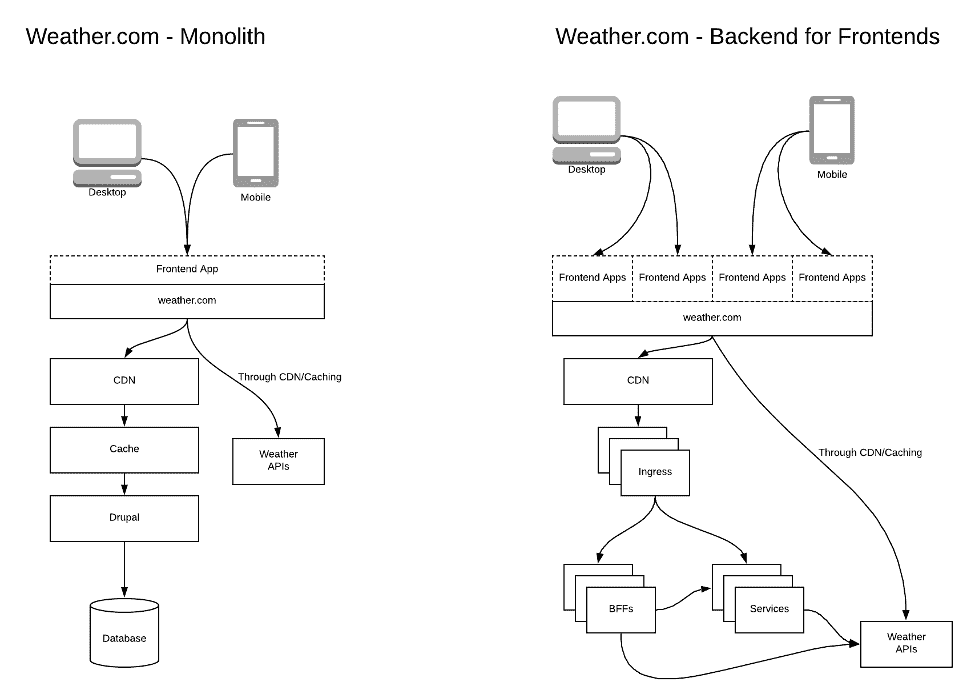 Weather.com - Monolith
Desktop
Mobile
Frontend App
weather.com
CDN
Through CDN/Caching
Cache
Weather
APIs
Drupal
Database
Weather.com - Backend for Frontends
Desktop
Mobile
Frontend Apps
Frontend Apps
Frontend Apps
Frontend Apps
weather.com
CDN
Through CDN/Caching
Ingress
BFFs
Services
Weather
APIs